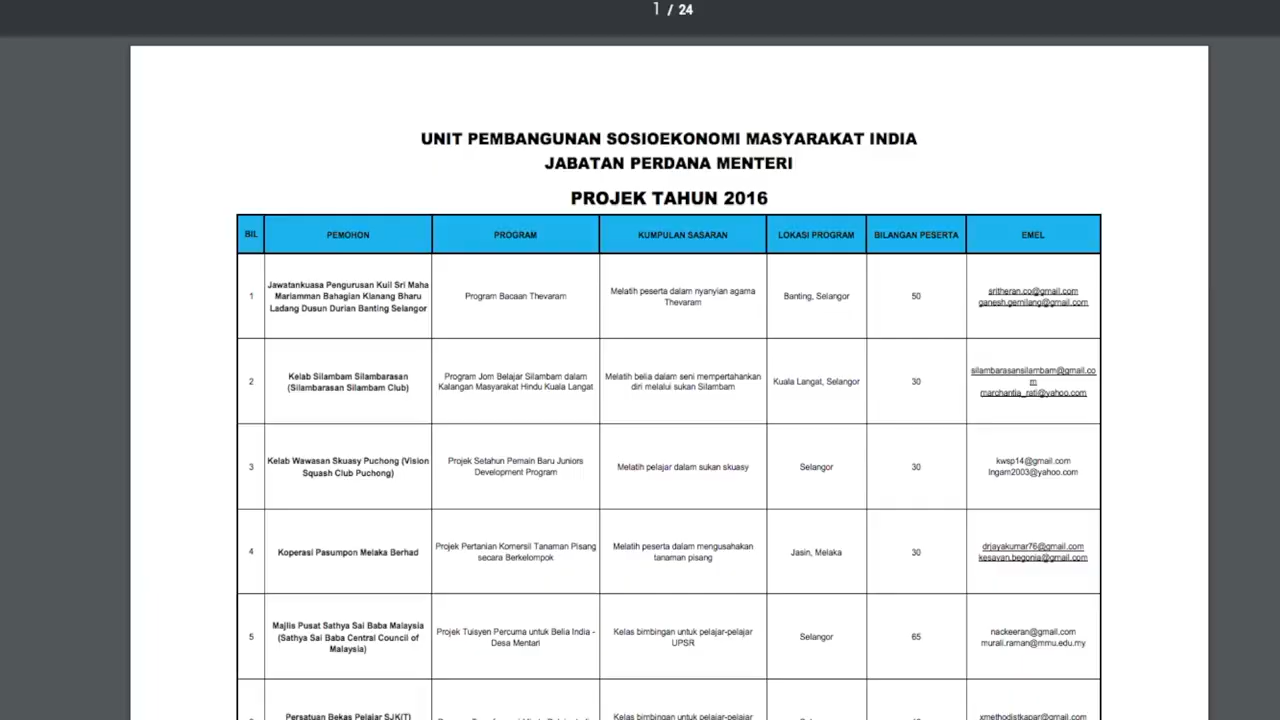 1 / 24
UNIT PEMBANGUNAN SOSIOEKONOMI MASYARAKAT INDIA
JABATAN PERDANA MENTERI
PROJEK TAHUN 2016
BIL PEMOHON PROGRAM KUMPULAN SASARAN LOKASI PROGRAM BILANGAN PESERTA EMEL
1
Jawatankuasa Pengurusan Kuil Sri Maha
Mariamman Bahagian Klanang Bharu
Ladang Dusun Durian Banting Selangor
Program Bacaan Thevaram
Melatih peserta dalam nyanyian agama
Thevaram
Banting, Selangor
50
sritheran.co@gmail.com
ganesh.gemilang@gmail.com
2
Kelab Silambam Silambarasan
(Silambarasan Silambam Club)
Program Jom Belajar Silambam dalam
Kalangan Masyarakat Hindu Kuala Langat
Melatih belia dalam seni mempertahankan
diri melalui sukan Silambam
Kuala Langat, Selangor
30
silambarasansilambam@gmail.co
m
marchantia_rati@yahoo.com
3
Kelab Wawasan Skuasy Puchong (Vision
Squash Club Puchong)
Projek Setahun Pemain Baru Juniors
Development Program
Melatih pelajar dalam sukan skuasy
Selangor
30
kwsp14@gmail.com
lngam2003@yahoo.com
4
Koperasi Pasumpon Melaka Berhad
Projek Pertanian Komersil Tanaman Pisang
secara Berkelompok
Melatih peserta dalam mengusahakan
tanaman pisang
Jasin, Melaka
30
drjayakumar76@gmail.com
kesavan.begonia@gmail.com
5
Majlis Pusat Sathya Sai Baba Malaysia
(Sathya Sai Baba Central Council of
Malaysia)
Projek Tuisyen Percuma untuk Belia India -
Desa Mentari
Kelas bimbingan untuk pelajar-pelajar
UPSR
Selangor
65
nackeeran@gmail.com
murali.raman@mmu.edu.my
Persatuan Bekas Pelajar SJK(T)
Kelas bimbingan untuk pelajar-pelajar
Selangor
xmethodistkapar@gmail.com